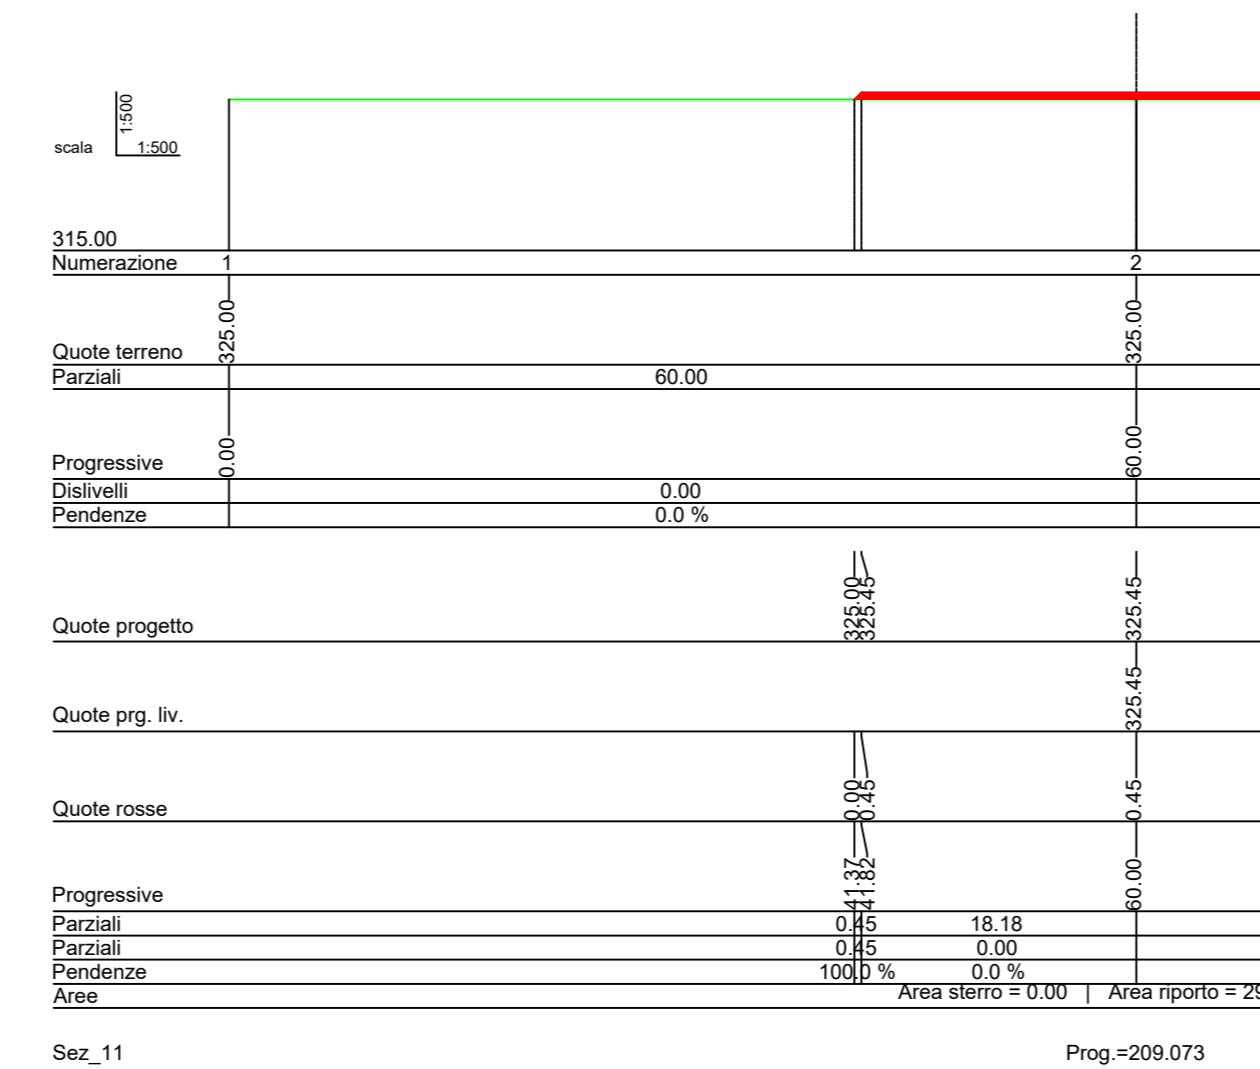 1:500
scala 1:500
315.00
Numerazione 1 2
325.00 325.00
Quote terreno
Parziali 60.00
0.00 60.00
Progressive
Dislivelli 0.00
Pendenze 0.0 %
325.00 325.45 325.45
Quote progetto
325.45
Quote prg. liv.
0.00 0.45 0.45
Quote rosse
41.37 41.82 60.00
Progressive
Parziali 0.45 18.18
Parziali 0.45 0.00
Pendenze 100.0 % 0.0 %
Aree Area sterro = 0.00 | Area riporto = 29
Sez_11 Prog.=209.073